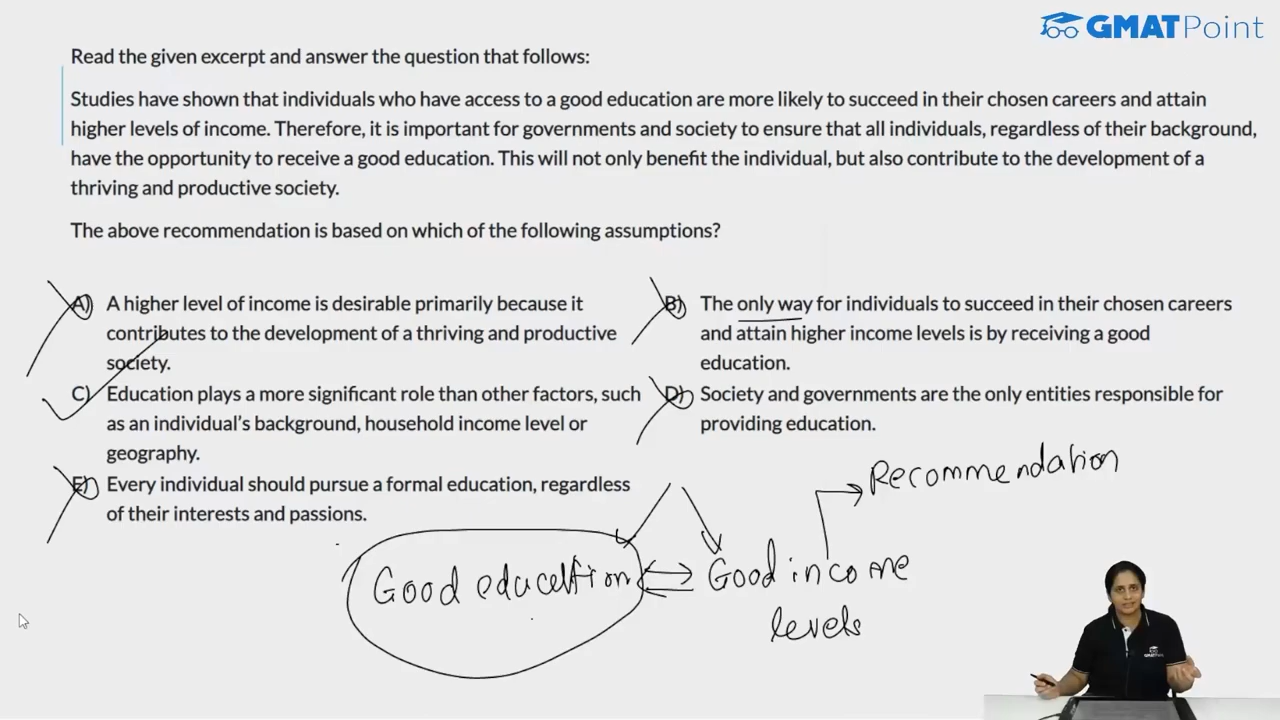 GMATPoint
Read the given excerpt and answer the question that follows:
Studies have shown that individuals who have access to a good education are more likely to succeed in their chosen careers and attain
higher levels of income. Therefore, it is important for governments and society to ensure that all individuals, regardless of their background,
have the opportunity to receive a good education. This will not only benefit the individual, but also contribute to the development of a
thriving and productive society.
The above recommendation is based on which of the following assumptions?
A) A higher level of income is desirable primarily because it
contributes to the development of a thriving and productive
society.
B) The only way for individuals to succeed in their chosen careers
and attain higher income levels is by receiving a good
education.
C) Education plays a more significant role than other factors, such
as an individual's background, household income level or
geography.
D) Society and governments are the only entities responsible for
providing education.
E) Every individual should pursue a formal education, regardless
of their interests and passions.
Recommendation
Good education
Good income
levels
GMATPoint